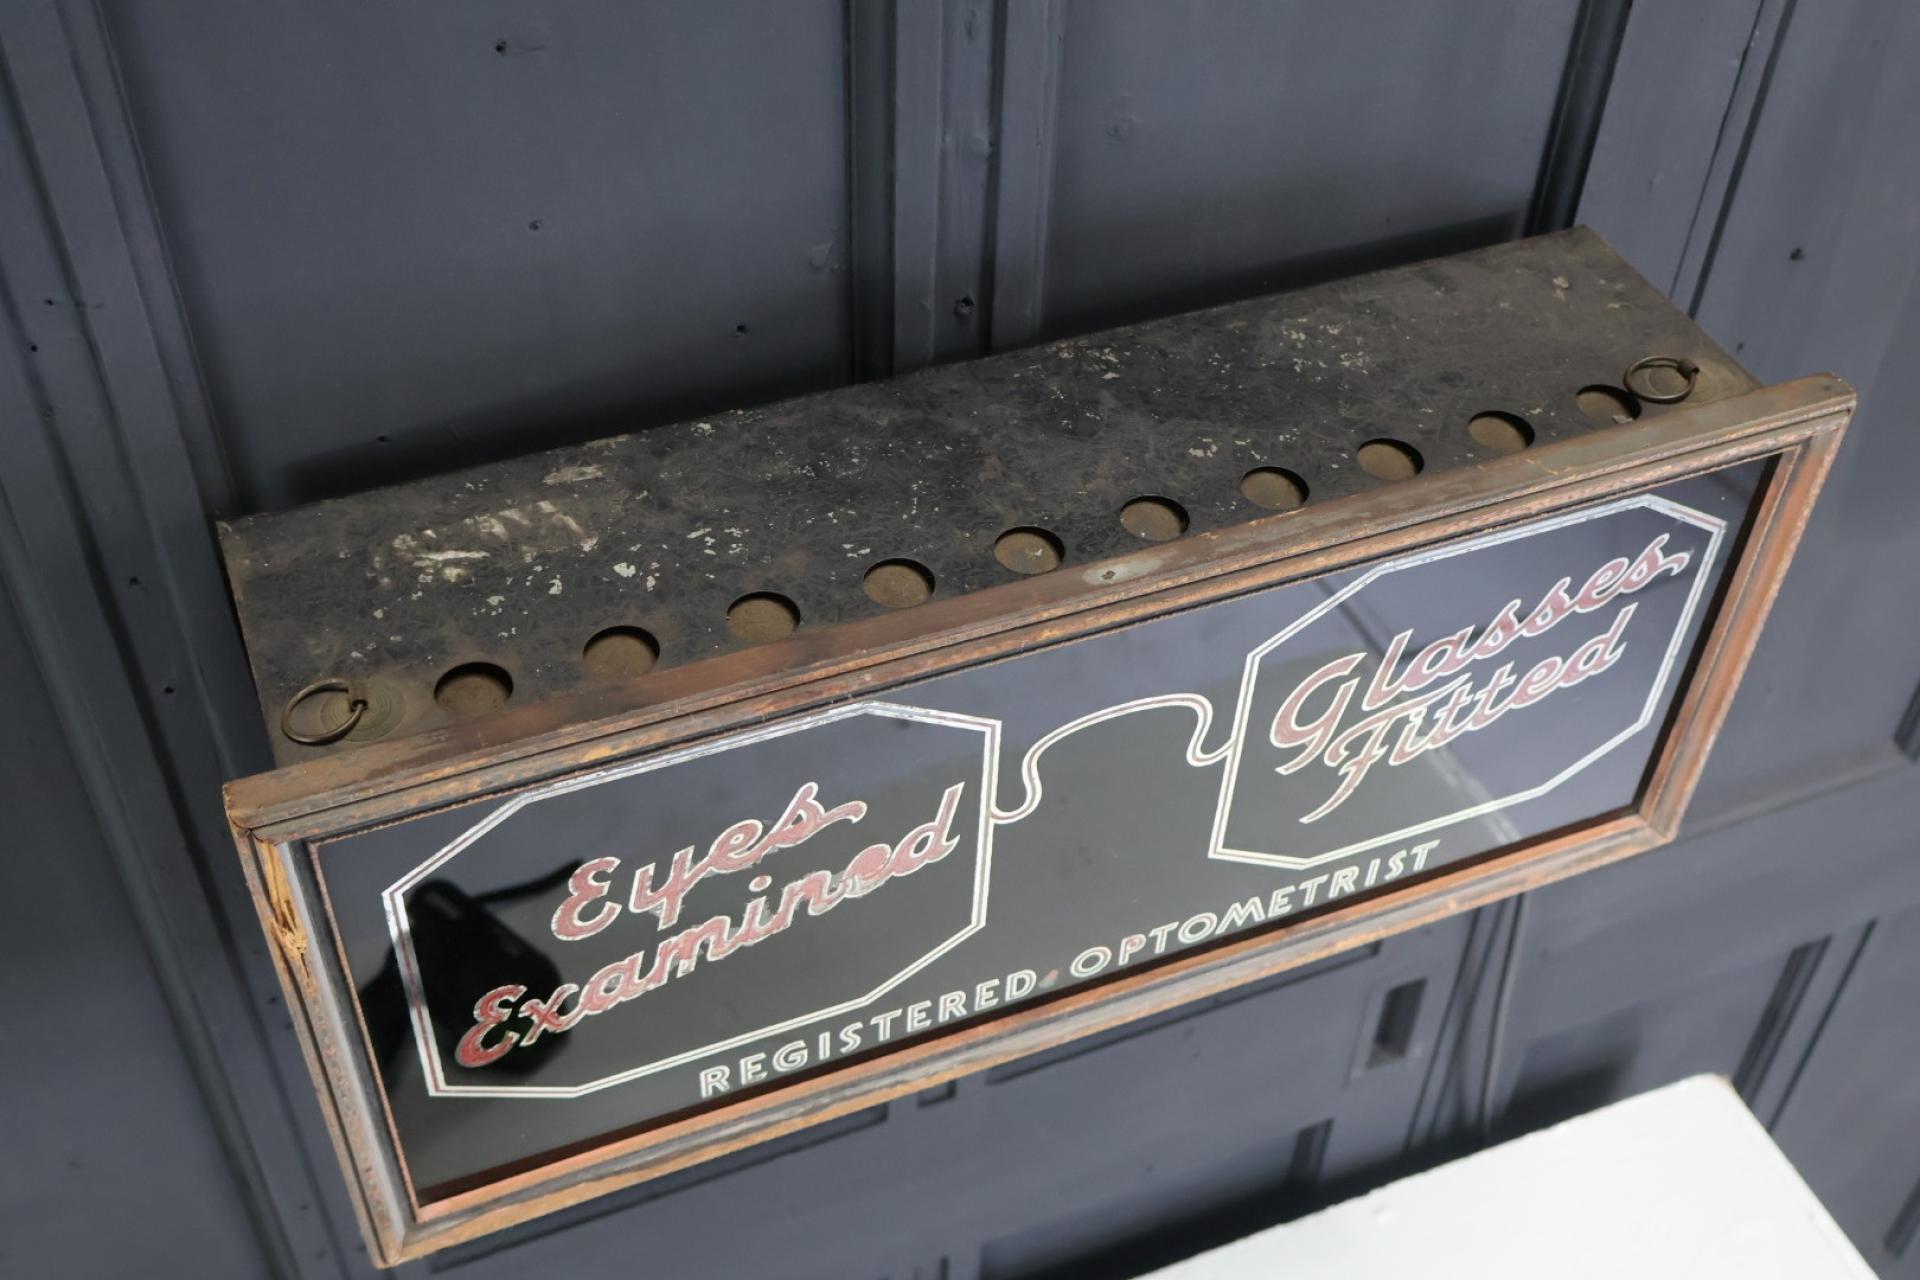 Eyes
Examined
Glasses
Fitted
REGISTERED · OPTOMETRIST